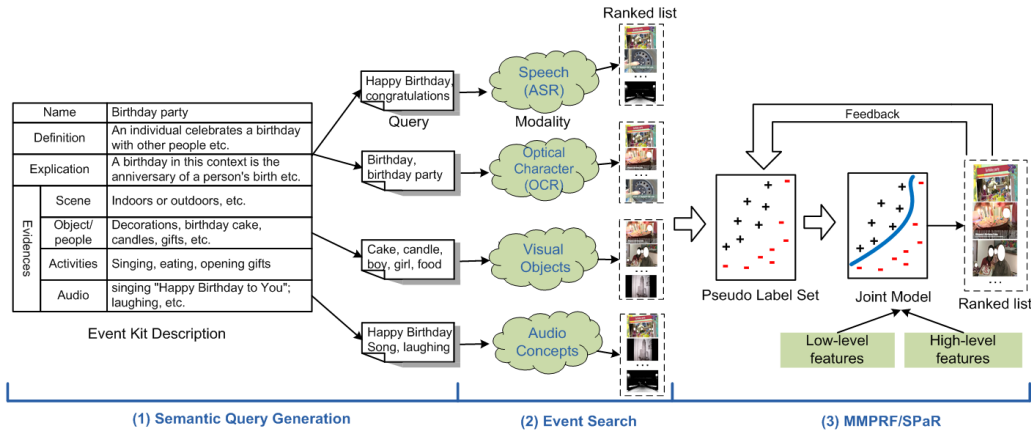 Name
Birthday party
Definition
An individual celebrates a birthday
with other people etc.
Explication
A birthday in this context is the
anniversary of a person's birth etc.
Evidences
Scene
Indoors or outdoors, etc.
Object/
people
Decorations, birthday cake,
candles, gifts, etc.
Activities
Singing, eating, opening gifts
Audio
singing "Happy Birthday to You";
laughing, etc.
Event Kit Description
Happy Birthday,
congratulations
Query
Birthday,
birthday party
Cake, candle,
boy, girl, food
Happy Birthday
Song, laughing
Speech
(ASR)
Modality
Optical
Character
(OCR)
Visual
Objects
Audio
Concepts
Ranked list
...
...
...
...
Feedback
Pseudo Label Set
Joint Model
Ranked list
...
Low-level
features
High-level
features
(1) Semantic Query Generation
(2) Event Search
(3) MMPRF/SPaR